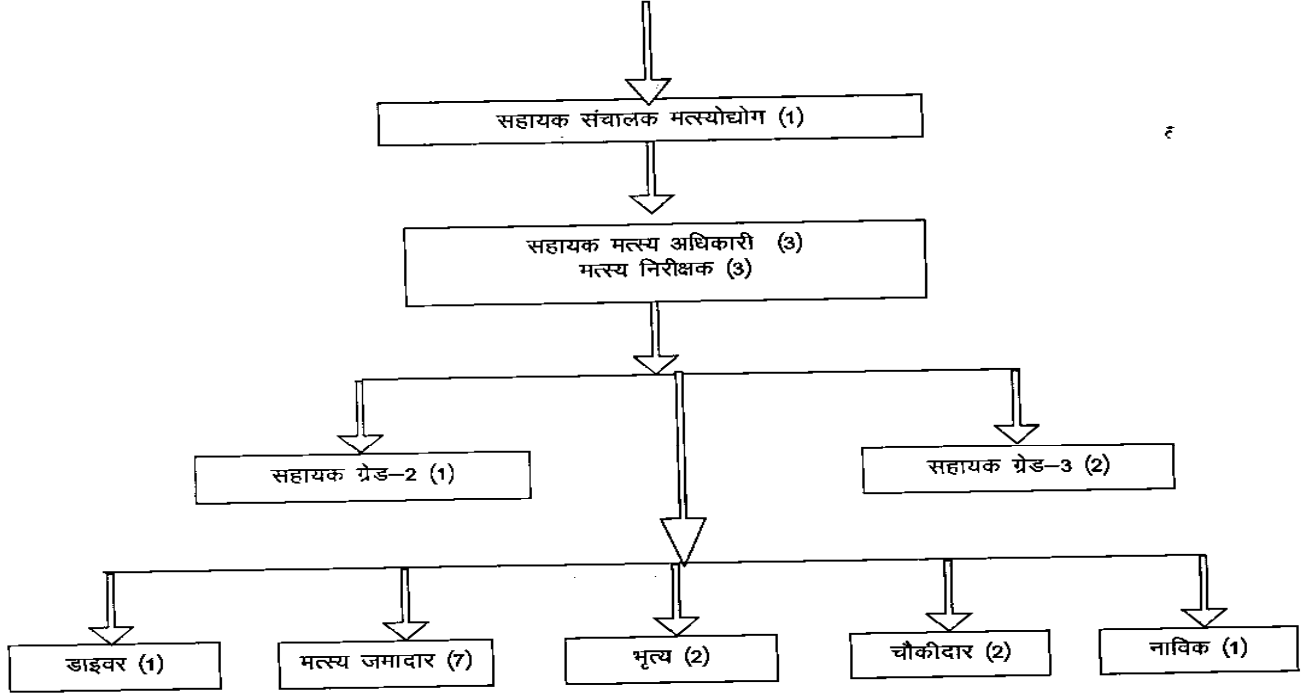 सहायक संचालक मत्स्योद्योग (1)
सहायक मत्स्य अधिकारी (3)
मत्स्य निरीक्षक (3)
सहायक ग्रेड–2 (1)
सहायक ग्रेड–3 (2)
डाइवर (1)
मत्स्य जमादार (7)
भृत्य (2)
चौकीदार (2)
नाविक (1)